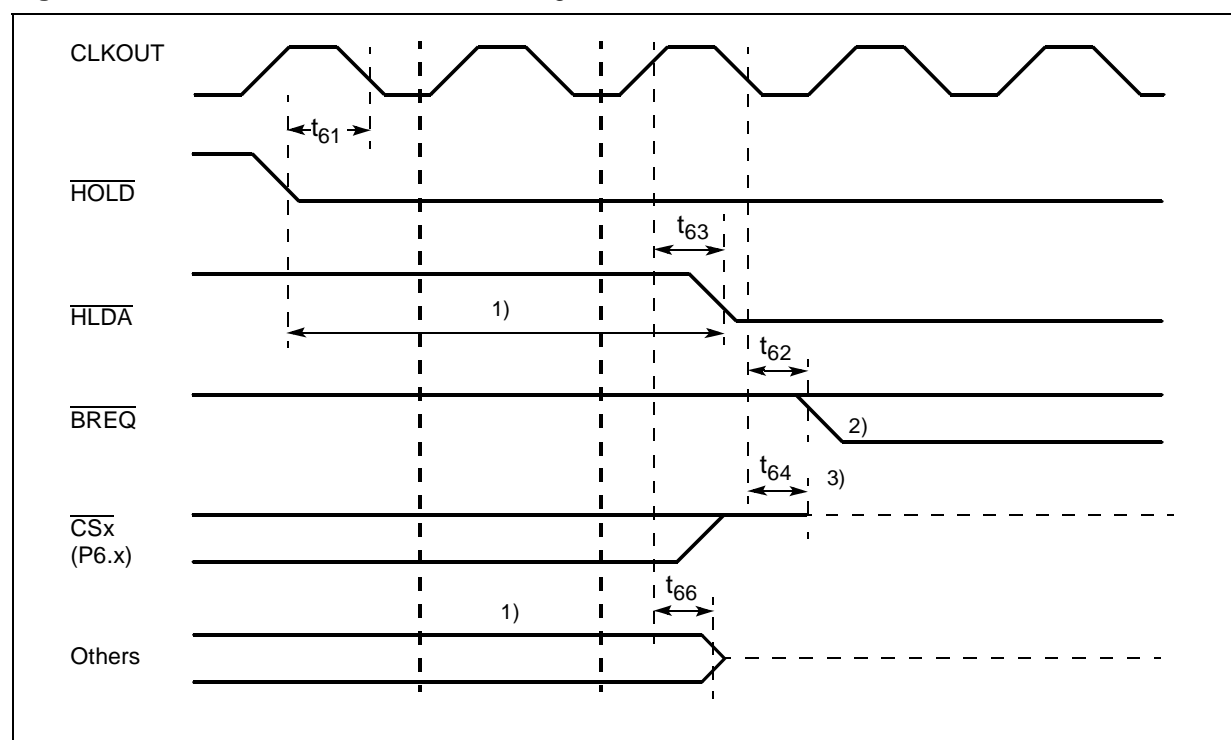 CLKOUT
t61
HOLD
t63
HLDA
1)
t62
BREQ
2)
t64
3)
CSx
(P6.x)
t66
1)
Others